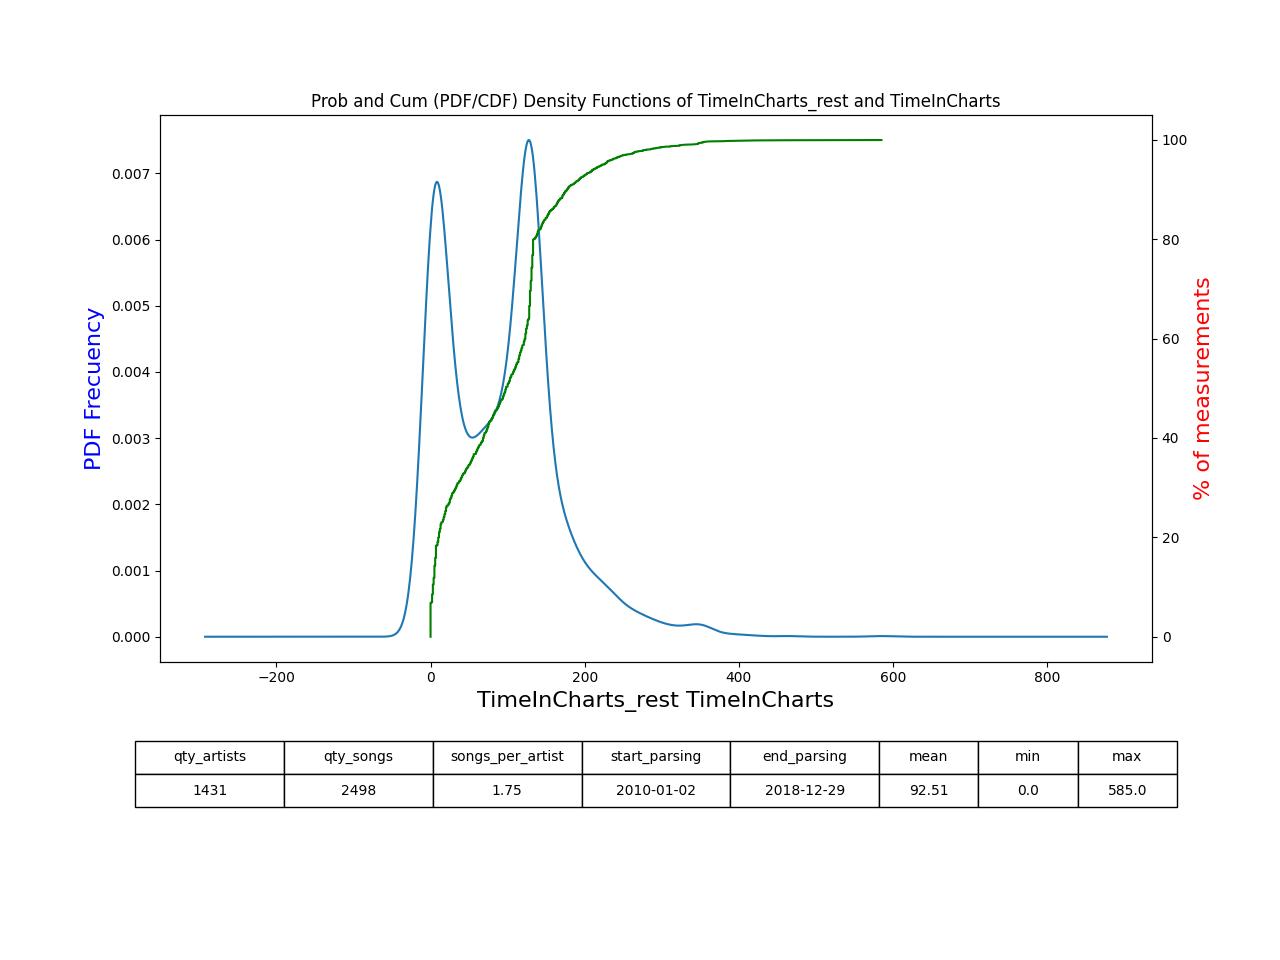 Prob and Cum (PDF/CDF) Density Functions of TimeInCharts_rest and TimeInCharts
PDF Frecuency
0.007
0.006
0.005
0.004
0.003
0.002
0.001
0.000
100
80
60
40
20
0
% of measurements
−200 0 200 400 600 800
TimeInCharts_rest TimeInCharts
qty_artists qty_songs songs_per_artist start_parsing end_parsing mean min max
1431 2498 1.75 2010-01-02 2018-12-29 92.51 0.0 585.0